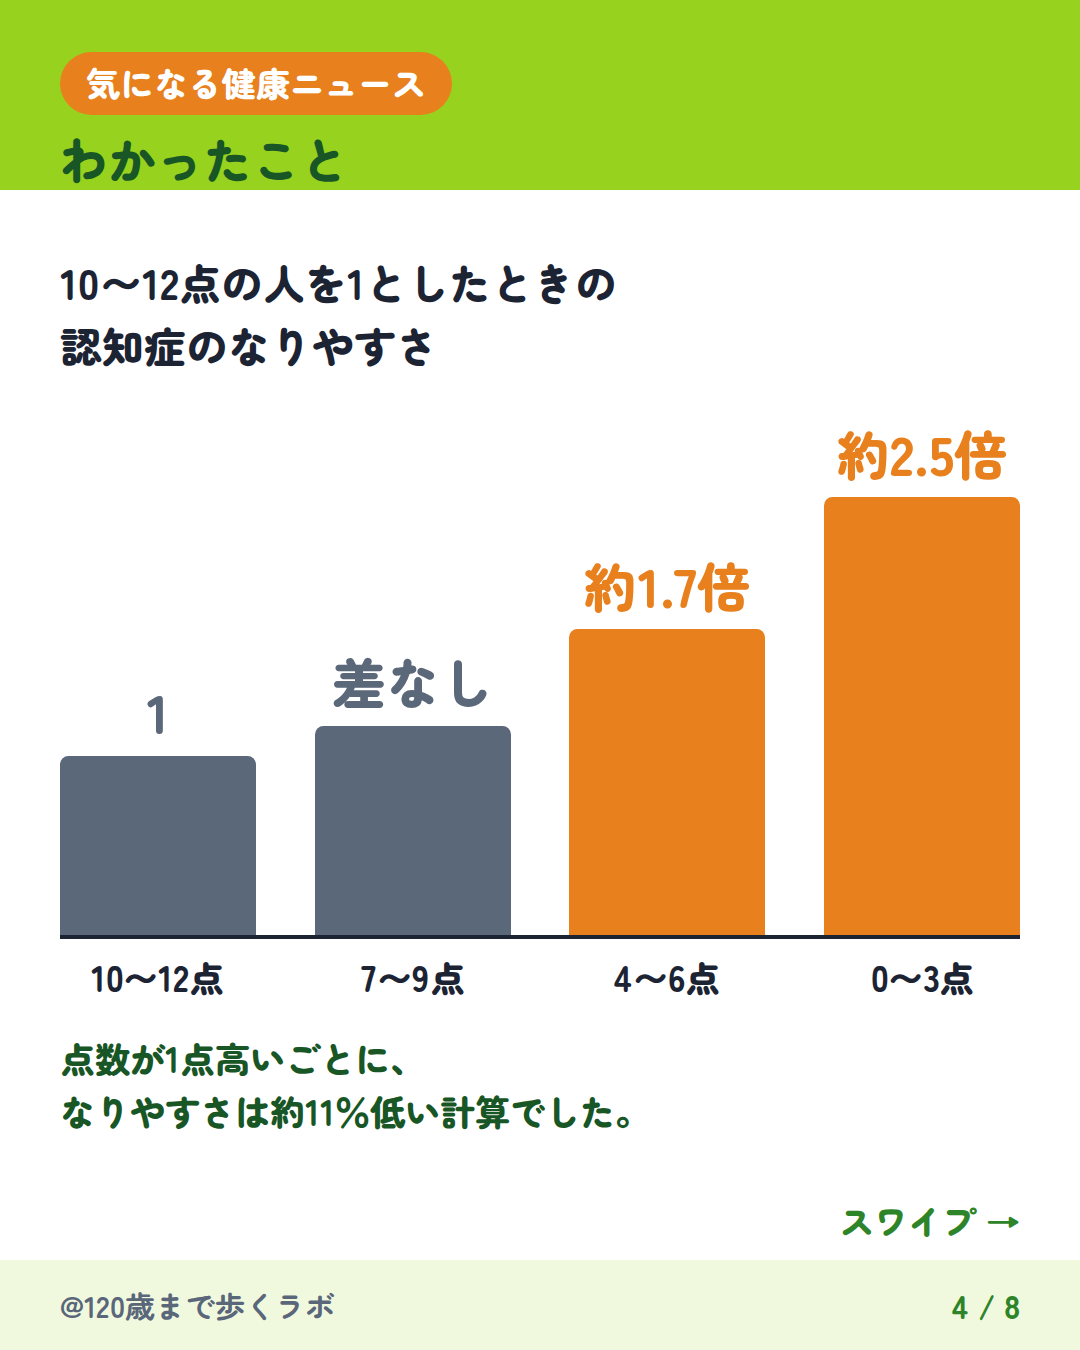 気になる健康ニュース
わかったこと
10〜12点の人を1としたときの
認知症のなりやすさ
1
差なし
約1.7倍
約2.5倍
10〜12点
7〜9点
4〜6点
0〜3点
点数が1点高いごとに、
なりやすさは約11%低い計算でした。
スワイプ →
@120歳まで歩くラボ
4 / 8